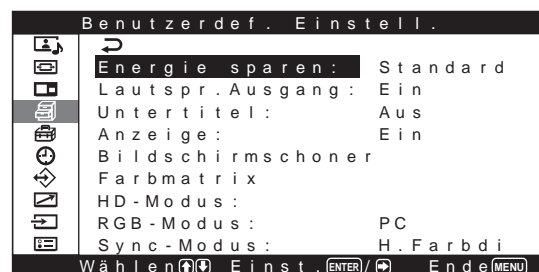 Benutzerdef. Einstell.
Energie sparen: Standard
Lautspr.Ausgang: Ein
Untertitel: Aus
Anzeige: Ein
Bildschirmschoner
Farbmatrix
HD-Modus:
RGB-Modus: PC
Sync-Modus: H.Farbdi
Wählen Einst. ENTER / Ende MENU